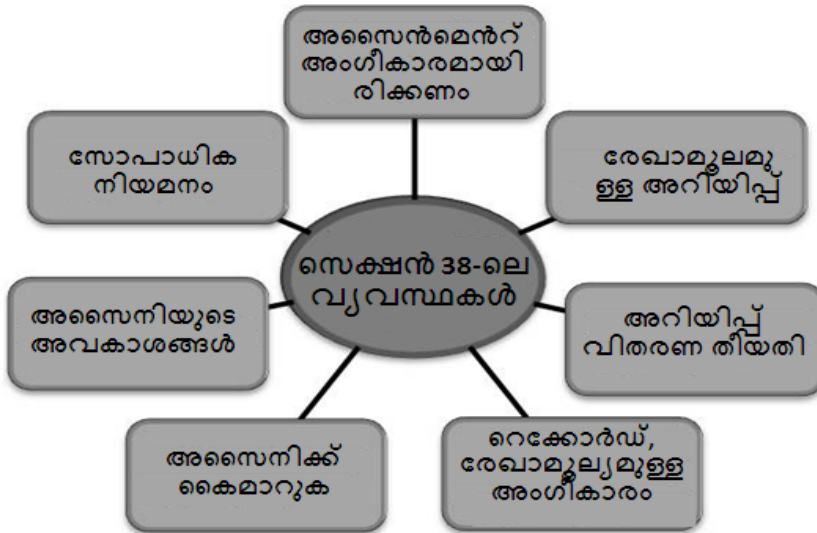 അസൈൻമെൻറ്
അംഗീകാരമായി
രിക്കണം
സോപാധിക
നിയമനം
രേഖാമൂലമു
ള്ള അറിയിപ്പ്
സെക്ഷൻ 38-ലെ
വ്യവസ്ഥകൾ
അസൈനിയുടെ
അവകാശങ്ങൾ
അറിയിപ്പ്
വിതരണ തീയതി
അസൈനിക്ക്
കൈമാറുക
റെക്കോർഡ്,
രേഖാമൂല്യമുള്ള
അംഗീകാരം